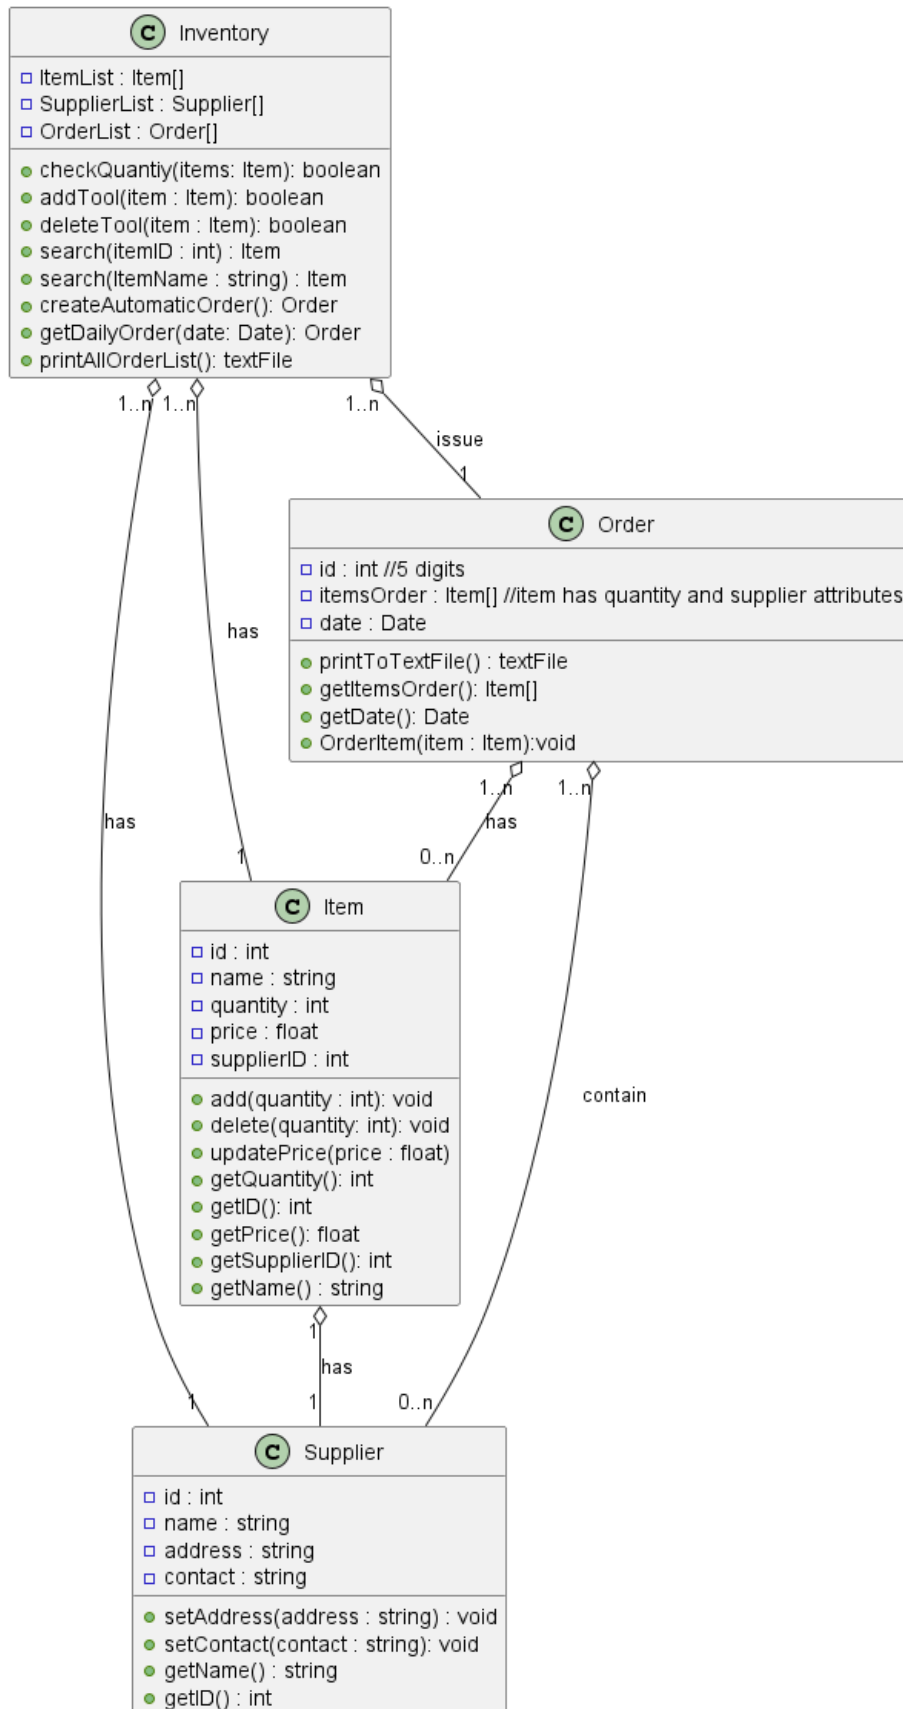 C Inventory
ItemList : Item[]
SupplierList : Supplier[]
OrderList : Order[]
checkQuantiy(items: Item): boolean
addTool(item : Item): boolean
deleteTool(item : Item): boolean
search(itemID : int) : Item
search(ItemName : string) : Item
createAutomaticOrder(): Order
getDailyOrder(date: Date): Order
printAllOrderList(): textFile
1..n 1..n 1..n
issue
1
C Order
id : int //5 digits
itemsOrder : Item[] //item has quantity and supplier attributes
date : Date
printToTextFile() : textFile
getItemsOrder(): Item[]
getDate(): Date
OrderItem(item : Item):void
has
1..n 1..n
has has
1 0..n
C Item
id : int
name : string
quantity : int
price : float
supplierID : int
add(quantity : int): void
delete(quantity: int): void
updatePrice(price : float)
getQuantity(): int
getID(): int
getPrice(): float
getSupplierID(): int
getName() : string
contain
1
has
1 1 0..n
C Supplier
id : int
name : string
address : string
contact : string
setAddress(address : string) : void
setContact(contact : string): void
getName() : string
getID() : int